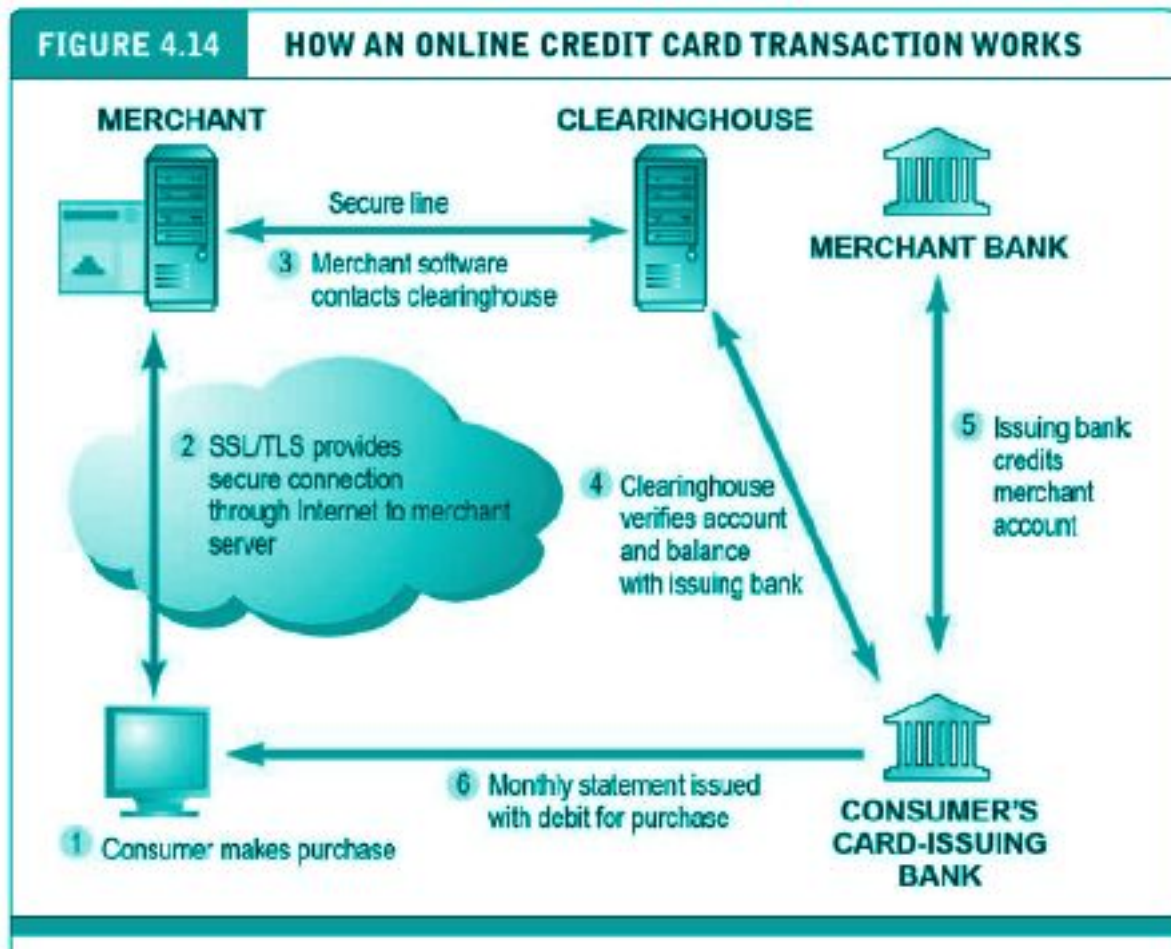 FIGURE 4.14
HOW AN ONLINE CREDIT CARD TRANSACTION WORKS
MERCHANT
CLEARINGHOUSE
MERCHANT BANK
Secure line
3 Merchant software
contacts clearinghouse
2 SSL/TLS provides
secure connection
through Internet to merchant
server
4 Clearinghouse
verifies account
and balance
with issuing bank
5 Issuing bank
credits
merchant
account
6 Monthly statement issued
with debit for purchase
1 Consumer makes purchase
CONSUMER'S
CARD-ISSUING
BANK